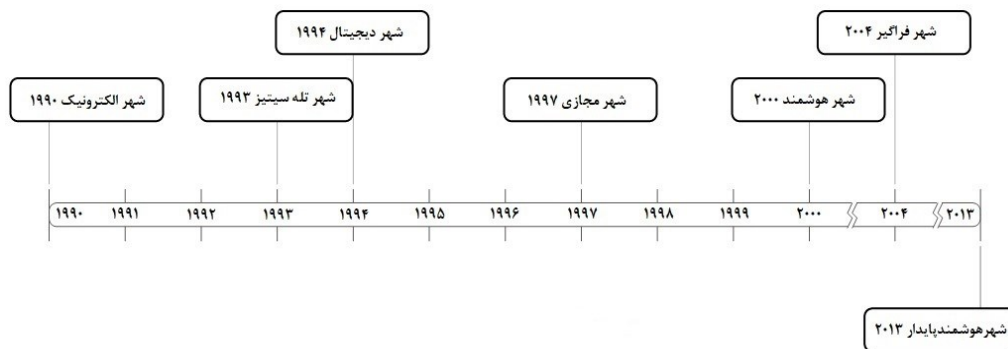 شهر دیجیتال ۱۹۹۴
شهر فراگیر ۲۰۰۴
شهر الکترونیک ۱۹۹۰
شهر تله سیتیز ۱۹۹۳
شهر مجازی ۱۹۹۷
شهر هوشمند ۲۰۰۰
۱۹۹۰ ۱۹۹۱ ۱۹۹۲ ۱۹۹۳ ۱۹۹۴ ۱۹۹۵ ۱۹۹۶ ۱۹۹۷ ۱۹۹۸ ۱۹۹۹ ۲۰۰۰ ۲۰۰۴ ۲۰۱۳
شهرهوشمندپایدار ۲۰۱۳